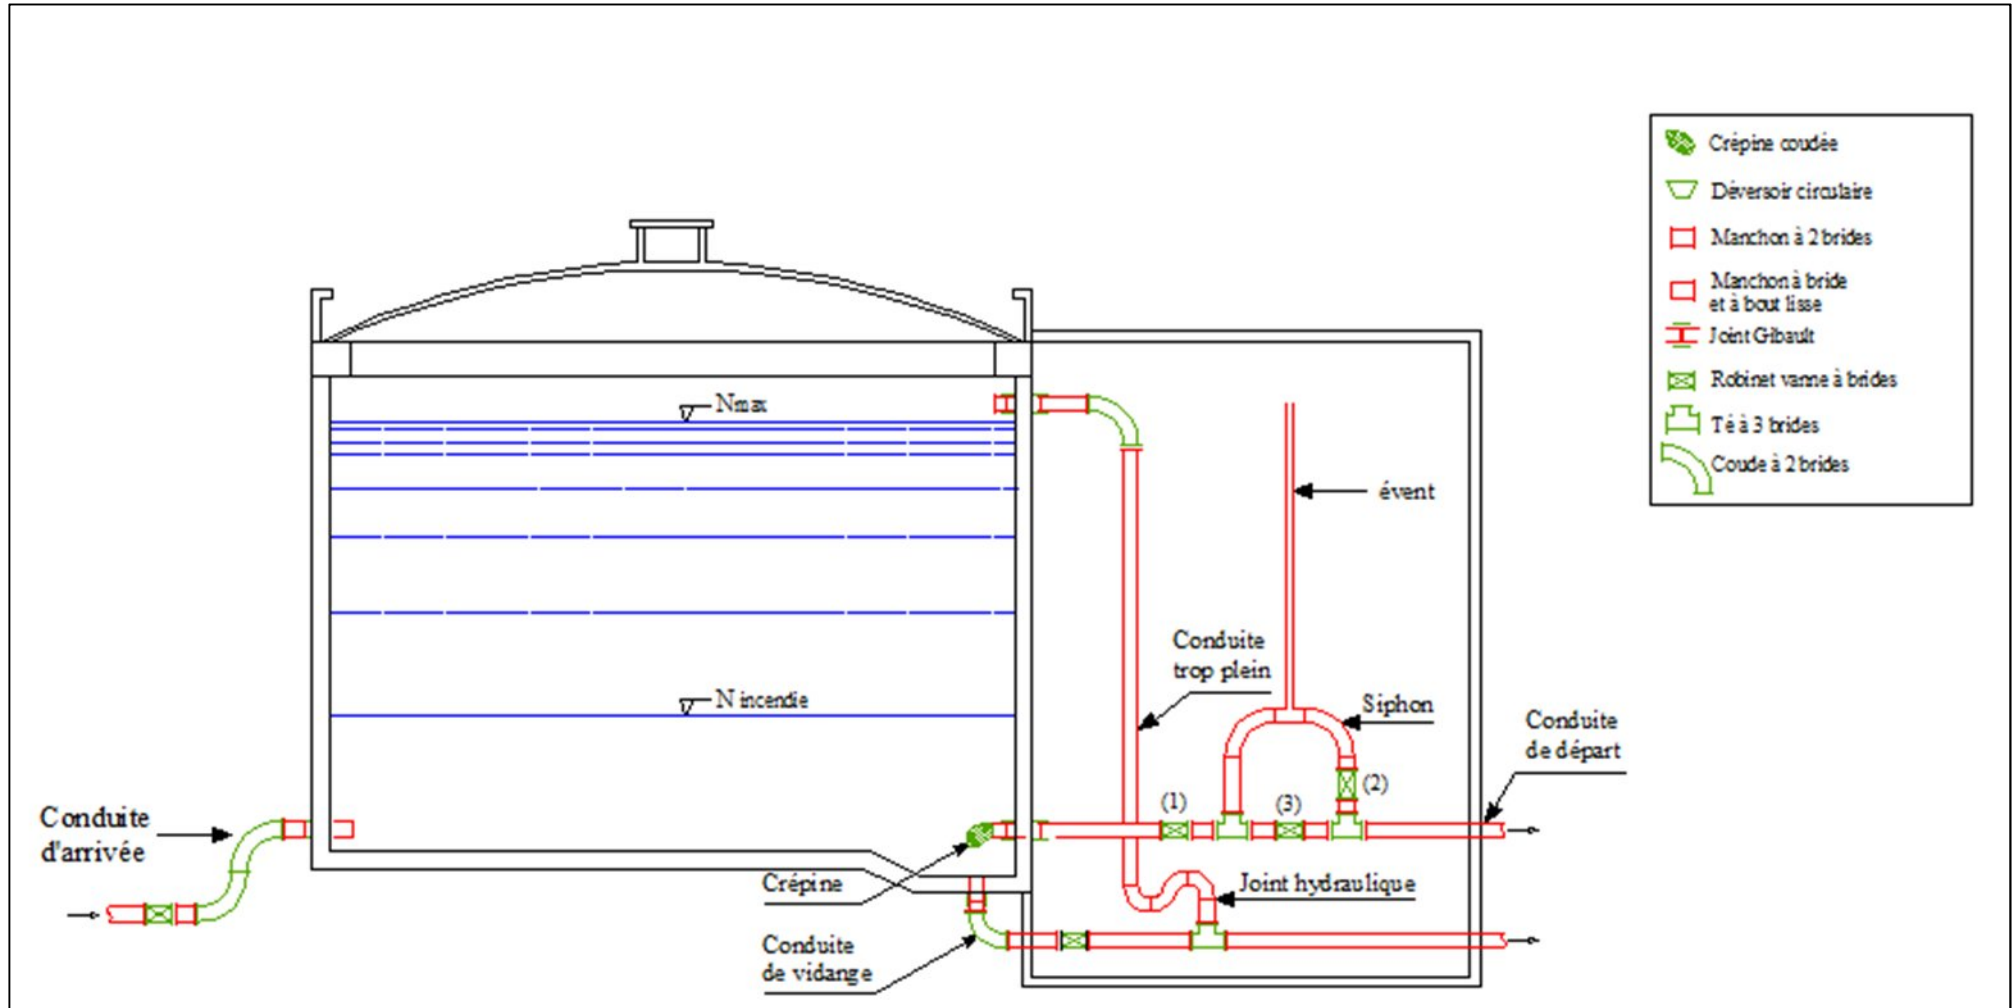 Crépine coudée
Déversoir circulaire
Manchon à 2 brides
Manchon à bride
et à bout lisse
Joint Gibault
Robinet vanne à brides
Té à 3 brides
Coude à 2 brides
Nmax
évent
Conduite
trop plein
N incendie
Siphon
Conduite
de départ
(2)
(1)
(3)
Conduite
d'arrivée
Crépine
Joint hydraulique
Conduite
de vidange